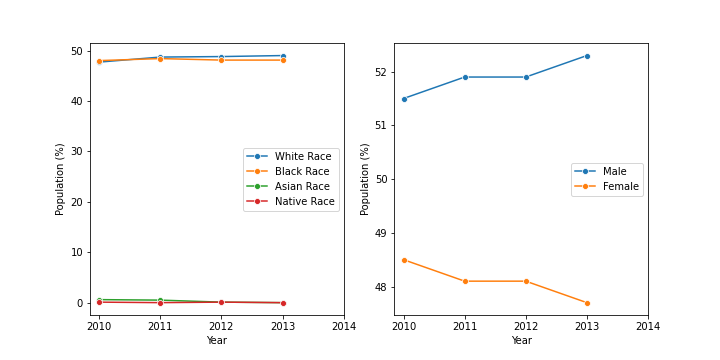 50
40
30
20
10
0
Population (%)
2010 2011 2012 2013 2014
Year
White Race
Black Race
Asian Race
Native Race
52
51
50
49
48
Population (%)
2010 2011 2012 2013 2014
Year
Male
Female